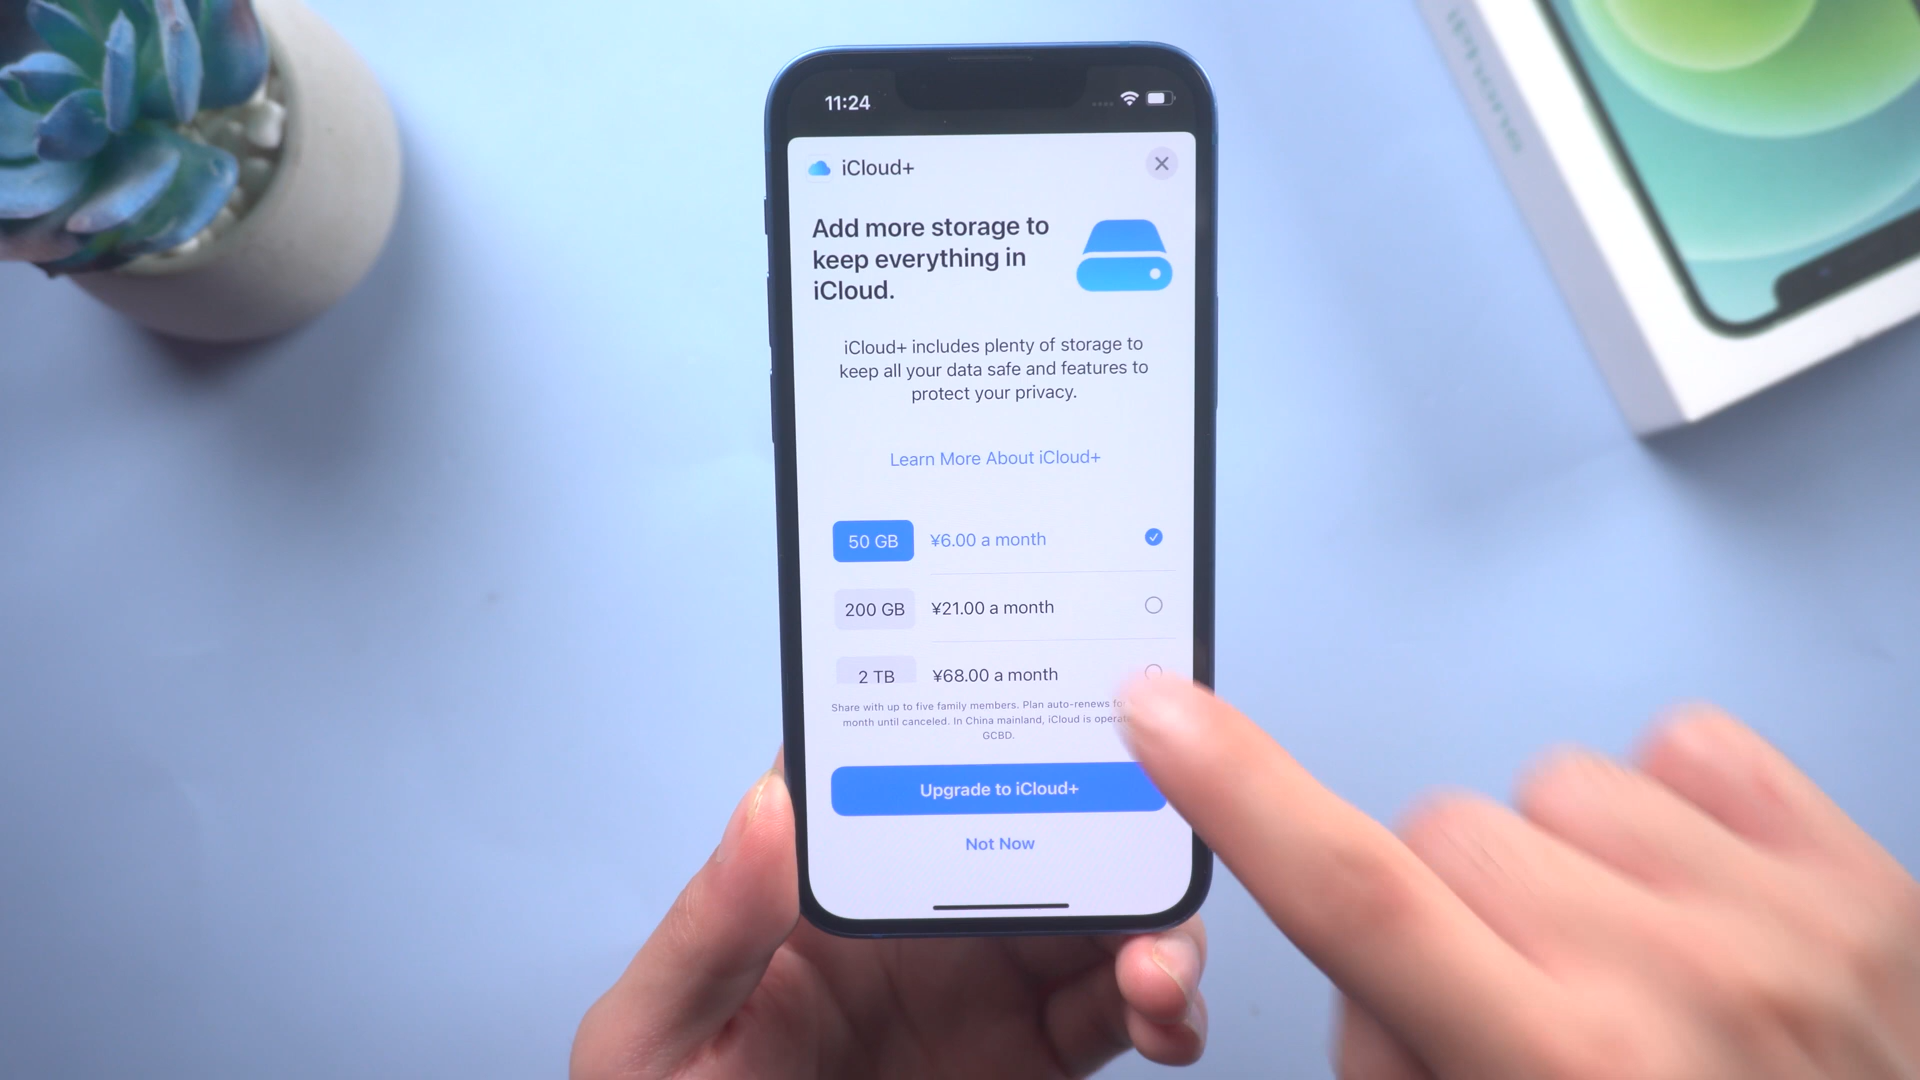 11:24
iCloud+
Add more storage to
keep everything in
iCloud.
iCloud+ includes plenty of storage to
keep all your data safe and features to
protect your privacy.
Learn More About iCloud+
50 GB ¥6.00 a month
200 GB ¥21.00 a month
2 TB ¥68.00 a month
Share with up to five family members. Plan auto-renews
month until canceled. In China mainland, iCloud is
GCBD.
Upgrade to iCloud+
Not Now
iPhone